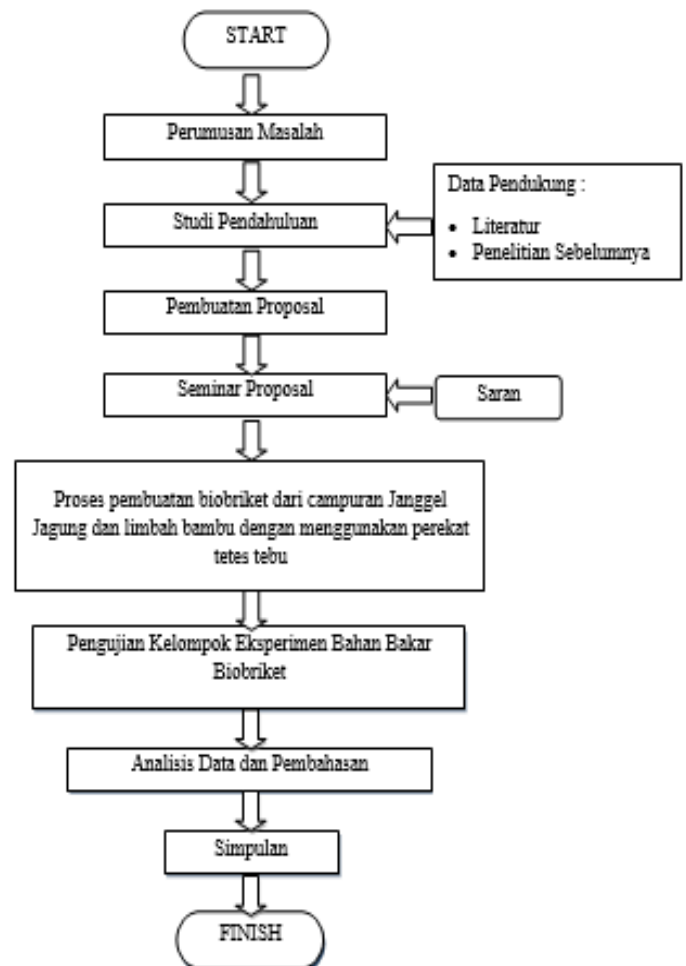 START
Perumusan Masalah
Studi Pendahuluan
Data Pendukung :
• Literatur
• Penelitian Sebelumnya
Pembuatan Proposal
Seminar Proposal
Saran
Proses pembuatan biobriket dari campuran Janggel
Jagung dan limbah bambu dengan menggunakan perekat
tetes tebu
Pengujian Kelompok Eksperimen Bahan Bakar
Biobriket
Analisis Data dan Pembahasan
Simpulan
FINISH